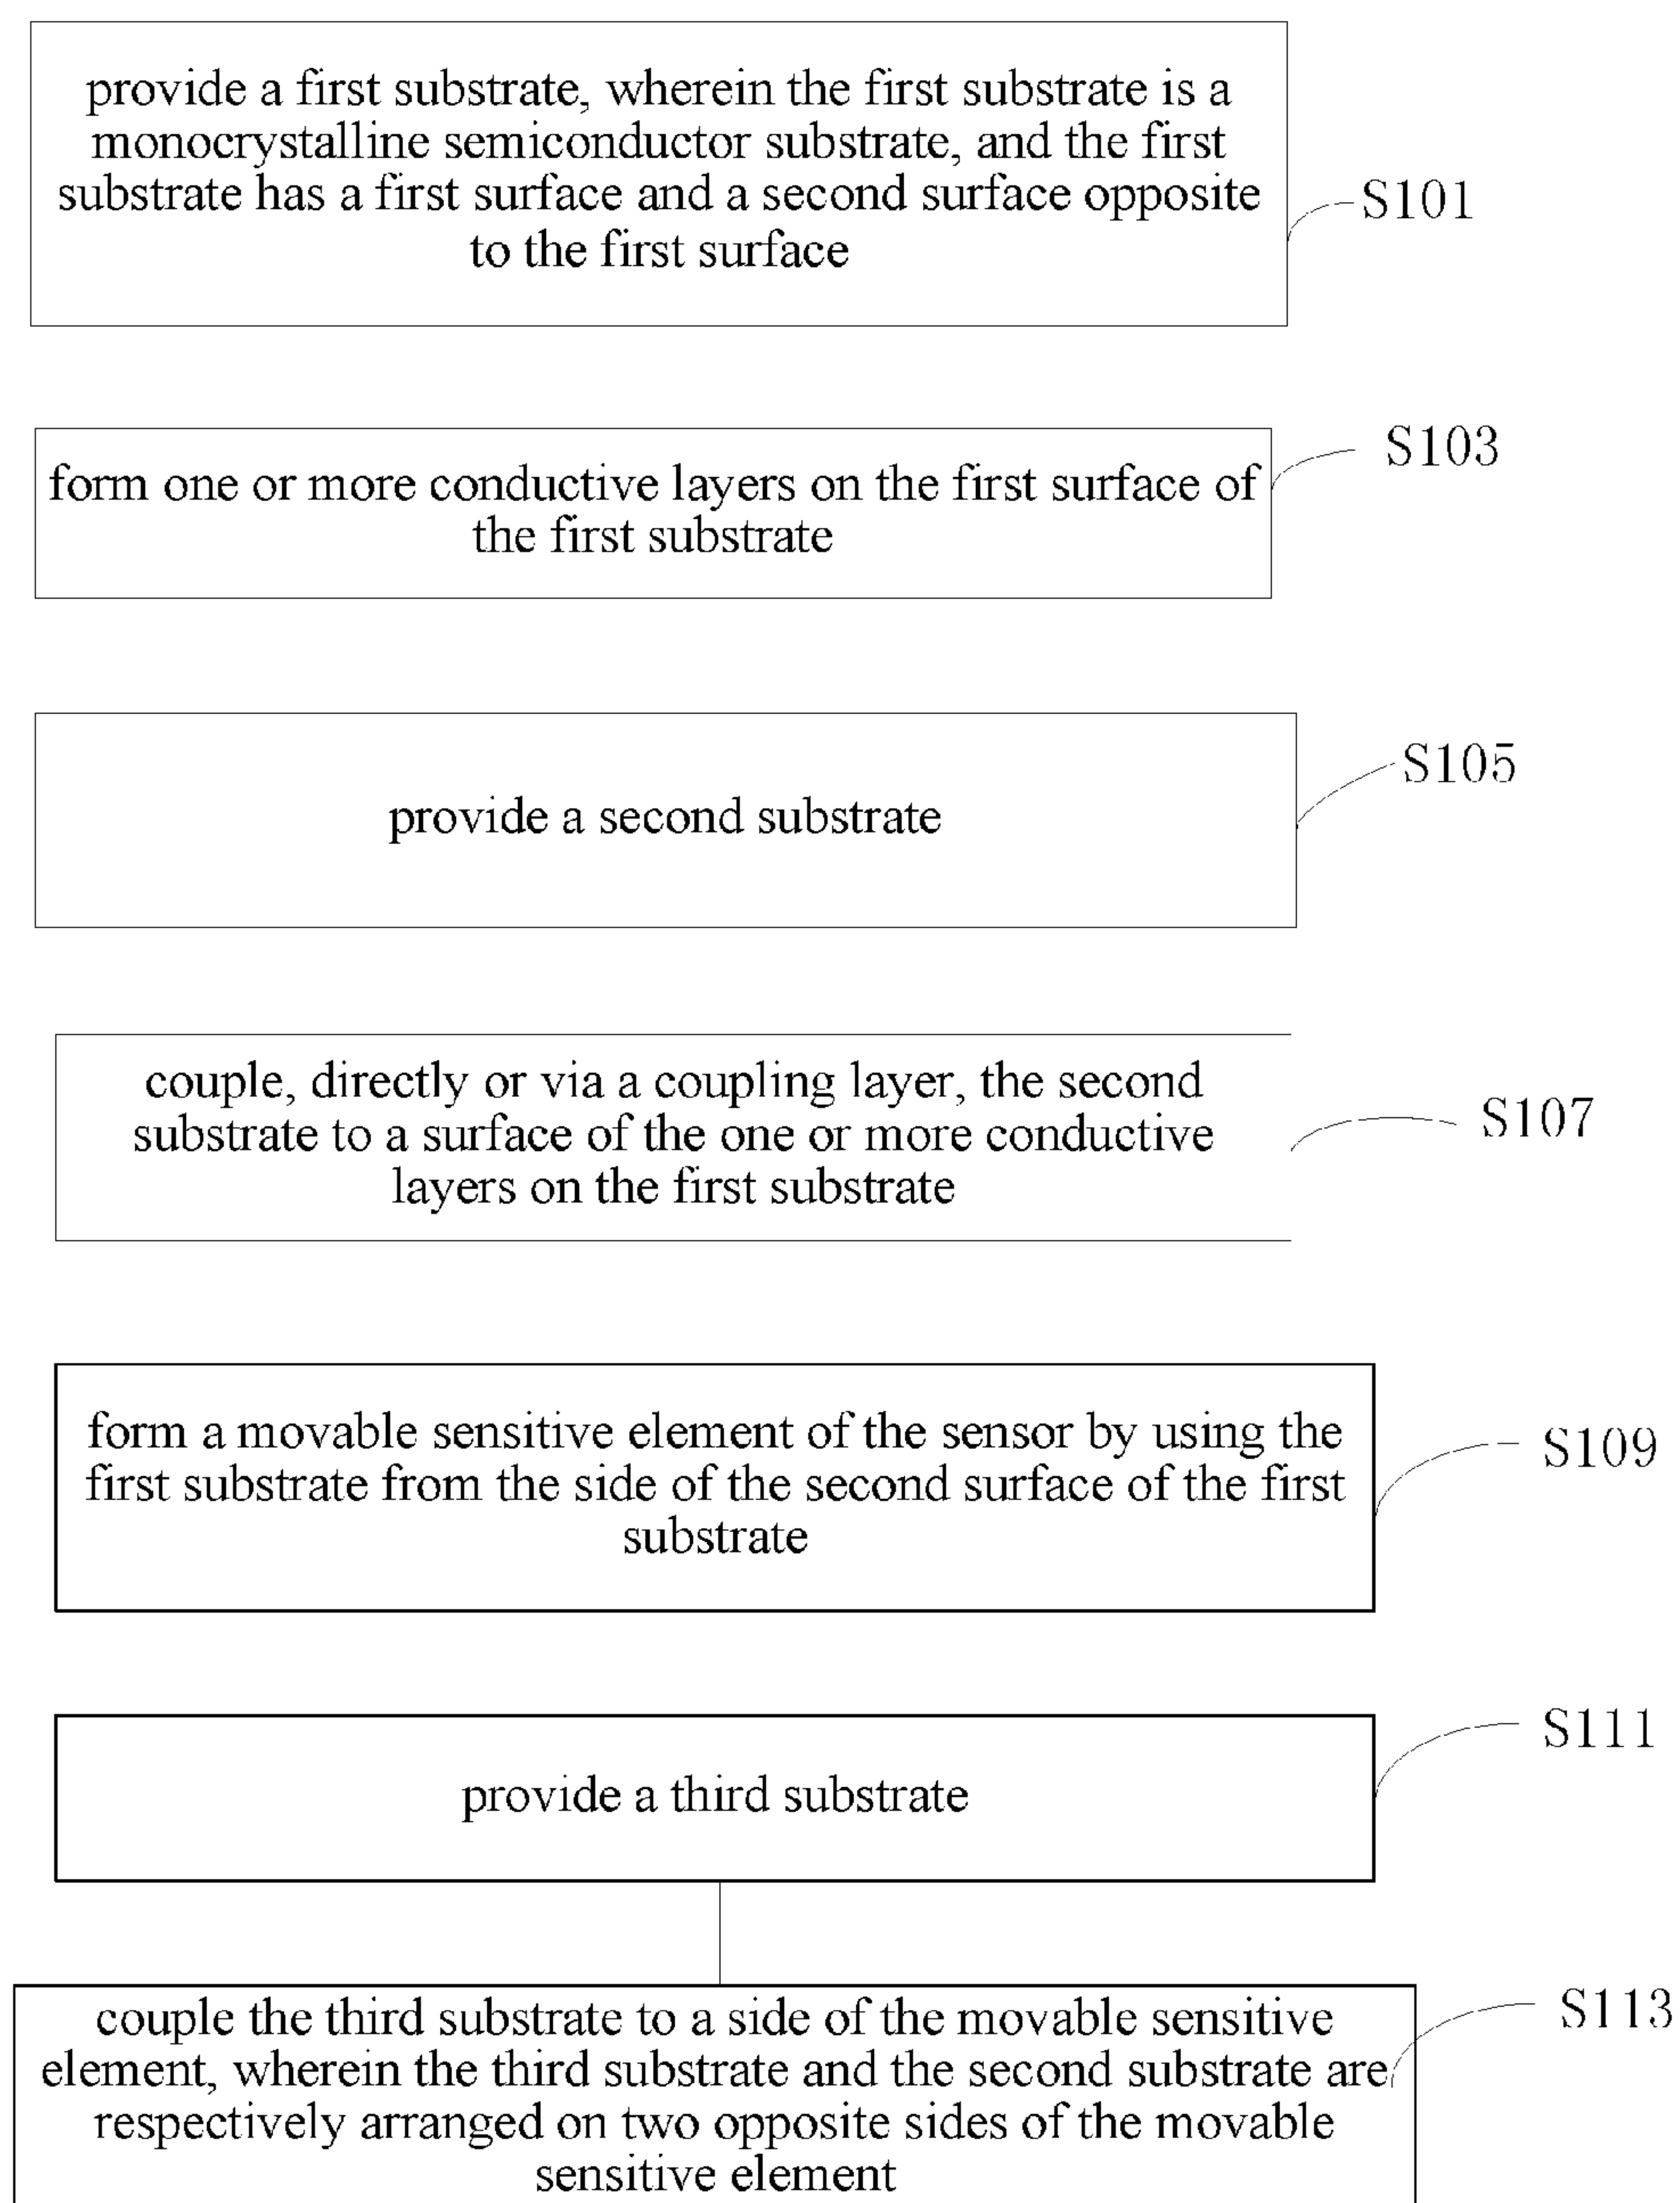 provide a first substrate, wherein the first substrate is a
monocrystalline semiconductor substrate, and the first
substrate has a first surface and a second surface opposite
to the first surface
S101
S103
form one or more conductive layers on the first surface of
the first substrate
S105
provide a second substrate
couple, directly or via a coupling layer, the second
substrate to a surface of the one or more conductive
layers on the first substrate
S107
form a movable sensitive element of the sensor by using the
first substrate from the side of the second surface of the first
substrate
S109
S111
provide a third substrate
S113
couple the third substrate to a side of the movable sensitive
element, wherein the third substrate and the second substrate are
respectively arranged on two opposite sides of the movable
sensitive element